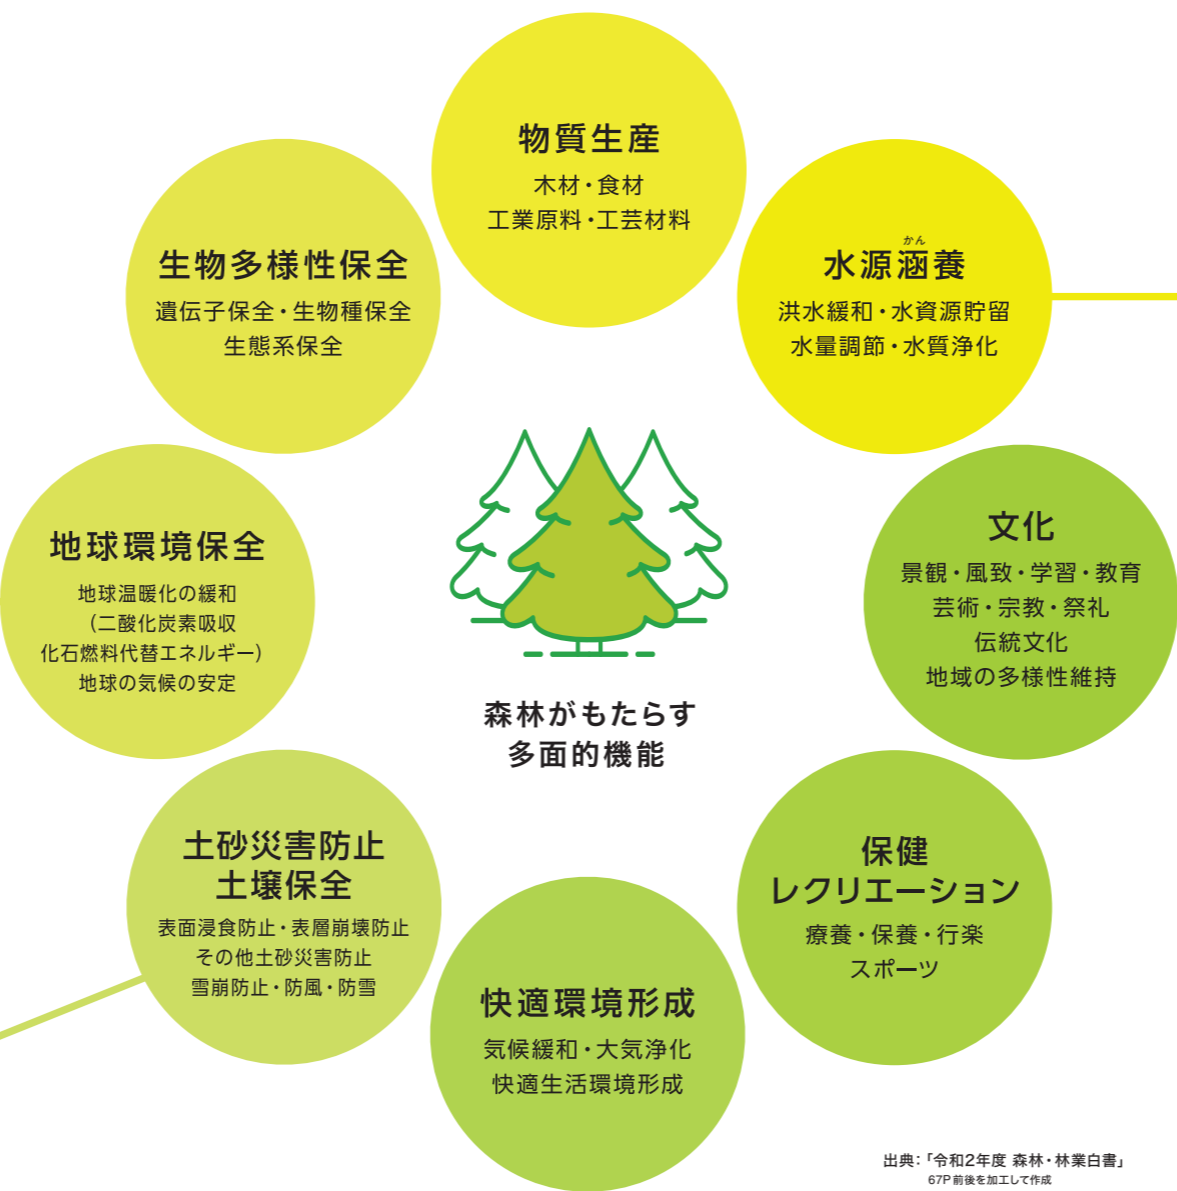 物質生産
木材・食材
工業原料・工芸材料
かん
水源涵養
洪水緩和・水資源貯留
水量調節・水質浄化
文化
景観・風致・学習・教育
芸術・宗教・祭礼
伝統文化
地域の多様性維持
保健
レクリエーション
療養・保養・行楽
スポーツ
快適環境形成
気候緩和・大気浄化
快適生活環境形成
土砂災害防止
土壌保全
表面浸食防止・表層崩壊防止
その他土砂災害防止
雪崩防止・防風・防雪
地球環境保全
地球温暖化の緩和
（二酸化炭素吸収
化石燃料代替エネルギー）
地球の気候の安定
生物多様性保全
遺伝子保全・生物種保全
生態系保全
森林がもたらす
多面的機能
出典：「令和2年度 森林・林業白書」
67P前後を加工して作成